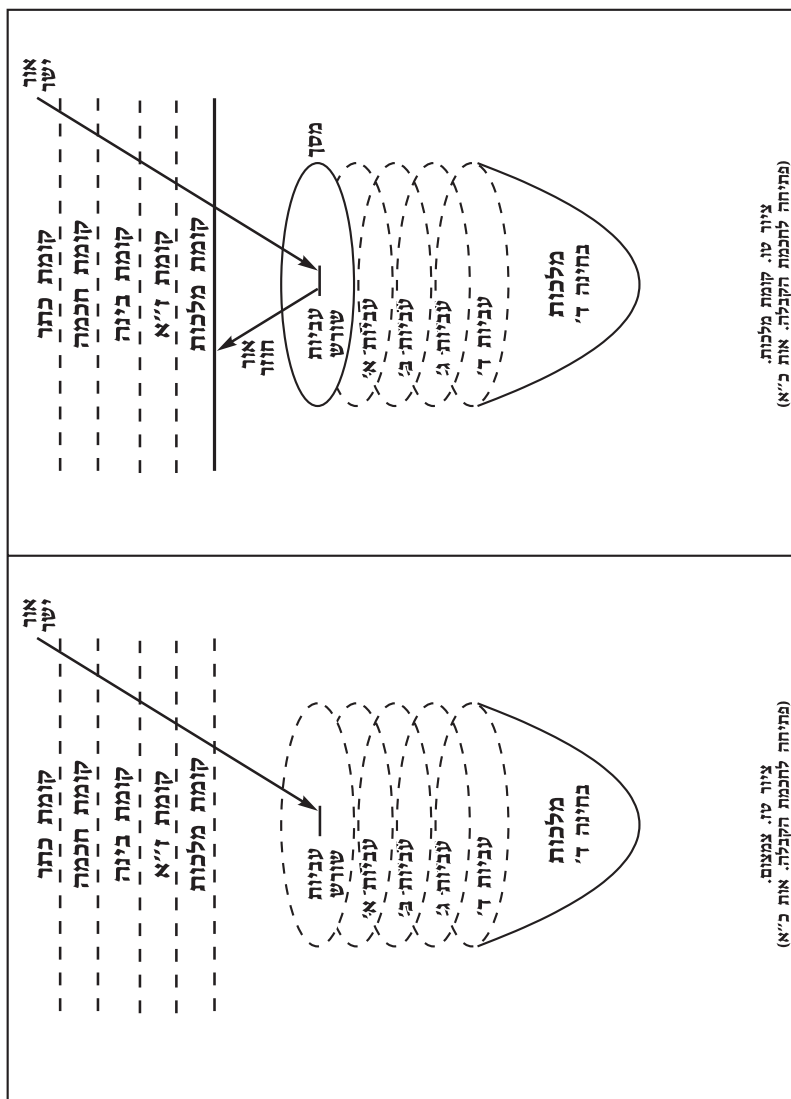 אור
ישר
קומת כתר
קומת חכמה
קומת בינה
קומת ז"א
קומת מלכות
אור
חוזר
מסך
עביות
שורש
עביות א'
עביות ב'
עביות ג'
עביות ד'
מלכות
בחינה ד'
ציור טז. קומת מלכות.
(פתיחה לחכמת הקבלה. אות כ"א)
אור
ישר
קומת כתר
קומת חכמה
קומת בינה
קומת ז"א
קומת מלכות
עביות
שורש
עביות א'
עביות ב'
עביות ג'
עביות ד'
מלכות
בחינה ד'
ציור טו. צמצום.
(פתיחה לחכמת הקבלה. אות כ"א)